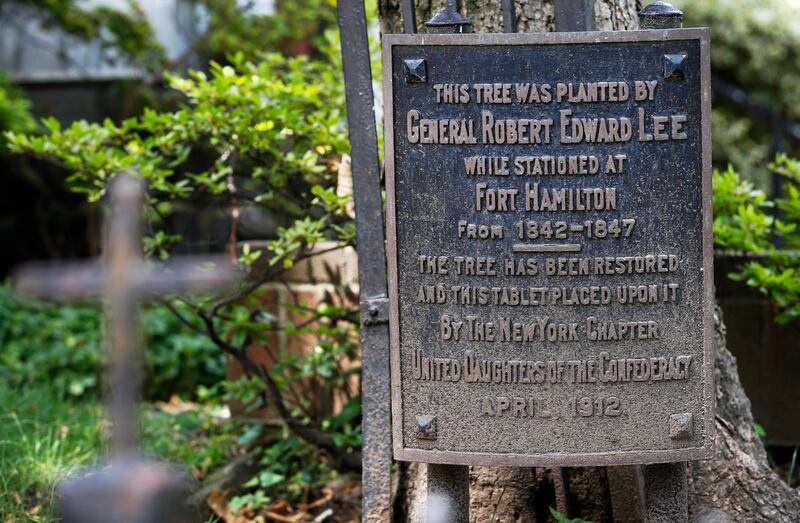 THIS TREE WAS PLANTED BY
GENERAL ROBERT EDWARD LEE
WHILE STATIONED AT
FORT HAMILTON
FROM 1842-1847
THE TREE HAS BEEN RESTORED
AND THIS TABLET PLACED UPON IT
BY THE NEW YORK CHAPTER
UNITED DAUGHTERS OF THE CONFEDERACY
APRIL, 1912.